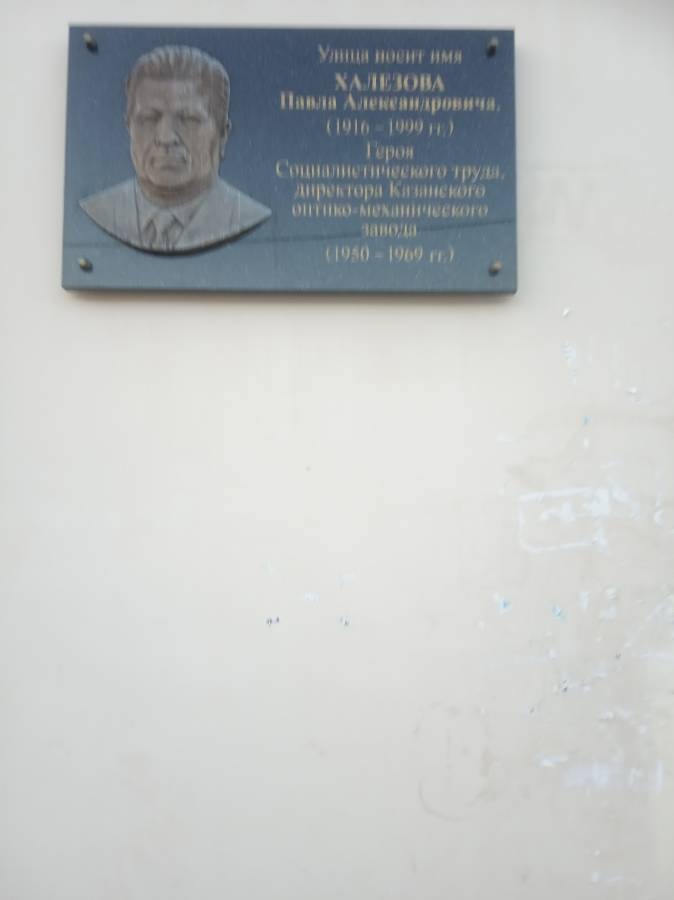 Улица носит имя
ХАЛЕЗОВА
Павла Александровича,
(1916 - 1999 гг.)
Героя
Социалистического труда,
директора Казанского
оптико-механического
завода
(1950 - 1969 гг.)